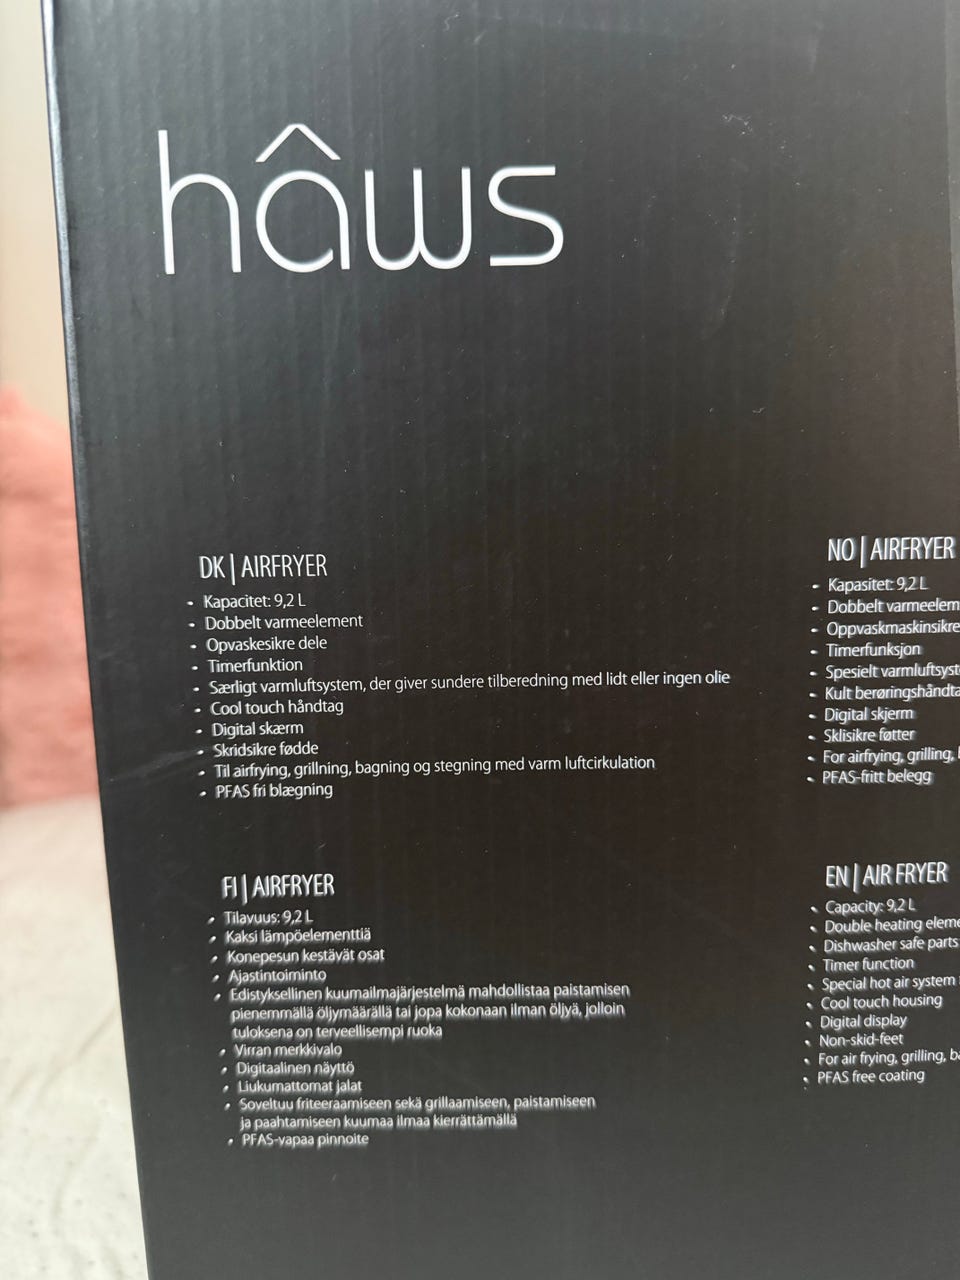 hâws
DK | AIRFRYER
• Kapacitet: 9,2 L
• Dobbelt varmeelement
• Opvaskesikre dele
• Timerfunktion
• Særligt varmluftsystem, der giver sundere tilberedning med lidt eller ingen olie
• Cool touch håndtag
• Digital skærm
• Skridsikre fødde
• Til airfrying, grillning, bagning og stegning med varm luftcirkulation
• PFAS fri blægning
NO | AIRFRYER
• Kapasitet: 9,2 L
• Dobbelt varmeelem
• Oppvaskmaskinsikre
• Timerfunksjon
• Spesielt varmluftsyst
• Kult berøringshåndta
• Digital skjerm
• Sklisikre føtter
• For airfrying, grilling,
• PFAS-fritt belegg
FI | AIRFRYER
• Tilavuus: 9,2 L
• Kaksi lämpöelementtiä
• Konepesun kestävät osat
• Ajastintoiminto
• Edistyksellinen kuumailmajärjestelmä mahdollistaa paistamisen
pienemmällä öljymäärällä tai jopa kokonaan ilman öljyä, jolloin
tuloksena on terveellisempi ruoka
• Virran merkkivalo
• Digitaalinen näyttö
• Liukumattomat jalat
• Soveltuu friteeraamiseen sekä grillaamiseen, paistamiseen
ja paahtamiseen kuumaa ilmaa kierrättämällä
• PFAS-vapaa pinnoite
EN | AIR FRYER
• Capacity: 9,2 L
• Double heating eleme
• Dishwasher safe parts
• Timer function
• Special hot air system
• Cool touch housing
• Digital display
• Non-skid-feet
• For air frying, grilling, ba
• PFAS free coating